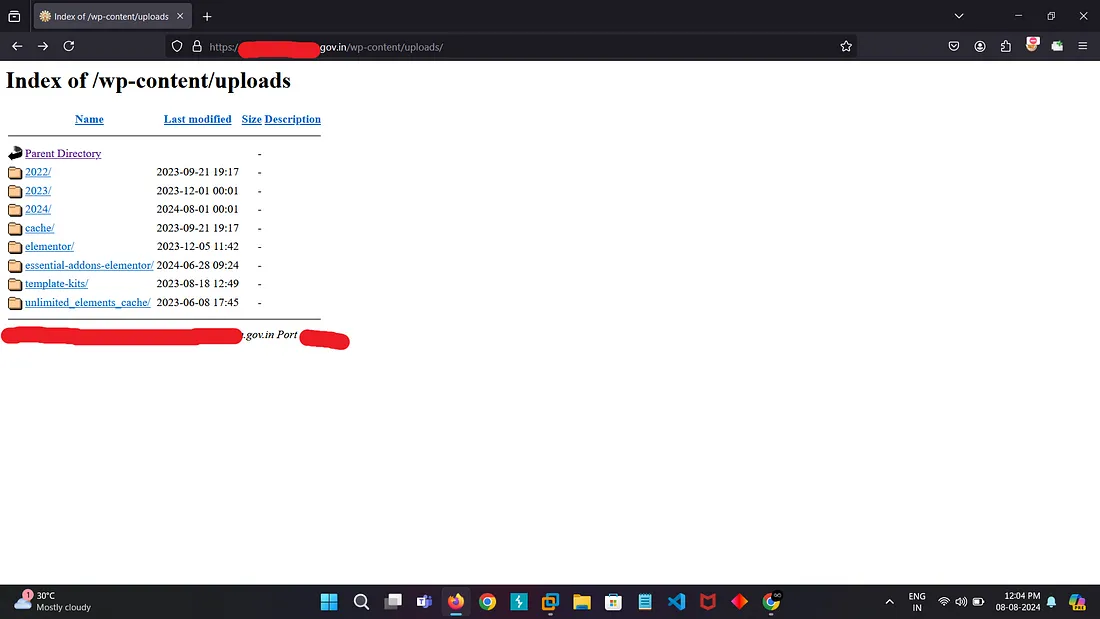 Index of /wp-content/uploads
https:/ gov.in/wp-content/uploads/
Index of /wp-content/uploads
Name Last modified Size Description
Parent Directory -
2022/ 2023-09-21 19:17 -
2023/ 2023-12-01 00:01 -
2024/ 2024-08-01 00:01 -
cache/ 2023-09-21 19:17 -
elementor/ 2023-12-05 11:42 -
essential-addons-elementor/ 2024-06-28 09:24 -
template-kits/ 2023-08-18 12:49 -
unlimited_elements_cache/ 2023-06-08 17:45 -
.gov.in Port
1
30°C
Mostly cloudy
ENG
IN
12:04 PM
08-08-2024